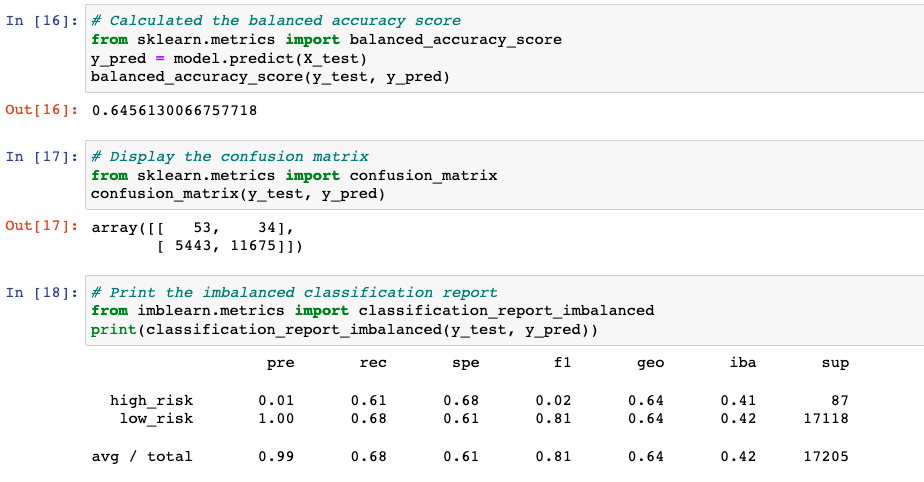 In [16]: # Calculated the balanced accuracy score
from sklearn.metrics import balanced_accuracy_score
y_pred = model.predict(X_test)
balanced_accuracy_score(y_test, y_pred)
Out[16]: 0.6456130066757718
In [17]: # Display the confusion matrix
from sklearn.metrics import confusion_matrix
confusion_matrix(y_test, y_pred)
Out[17]: array([[   53,    34],
       [ 5443, 11675]])
In [18]: # Print the imbalanced classification report
from imblearn.metrics import classification_report_imbalanced
print(classification_report_imbalanced(y_test, y_pred))
pre rec spe f1 geo iba sup
high_risk 0.01 0.61 0.68 0.02 0.64 0.41 87
low_risk 1.00 0.68 0.61 0.81 0.64 0.42 17118
avg / total 0.99 0.68 0.61 0.81 0.64 0.42 17205